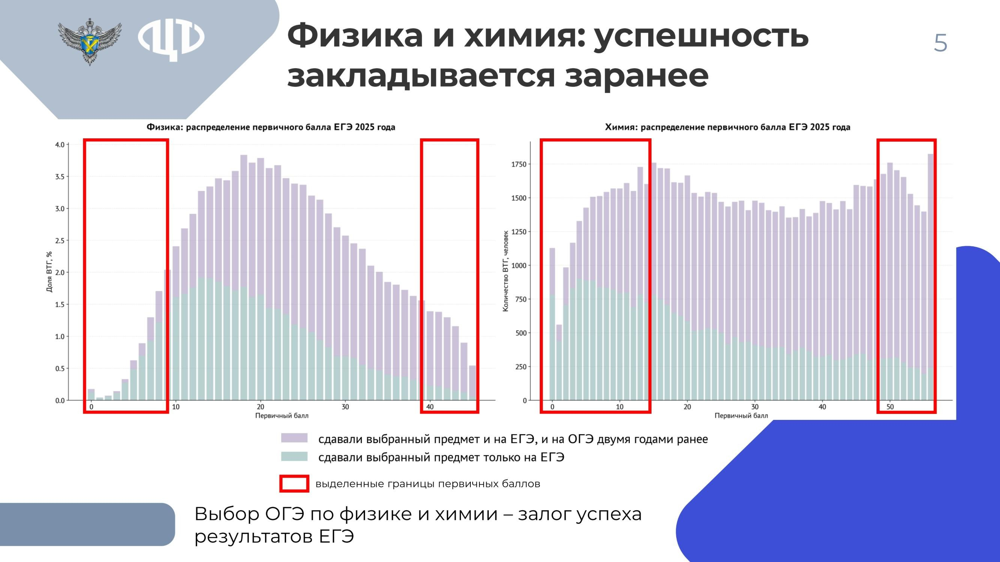 ЦТ
Физика и химия: успешность
закладывается заранее
5
Физика: распределение первичного балла ЕГЭ 2025 года
Доля ВТГ, %
4.0
3.5
3.0
2.5
2.0
1.5
1.0
0.5
0.0
0 10 20 30 40
Первичный балл
Химия: распределение первичного балла ЕГЭ 2025 года
Количество ВТГ, человек
1750
1500
1250
1000
750
500
250
0
0 10 20 30 40 50
Первичный балл
сдавали выбранный предмет и на ЕГЭ, и на ОГЭ двумя годами ранее
сдавали выбранный предмет только на ЕГЭ
выделенные границы первичных баллов
Выбор ОГЭ по физике и химии – залог успеха
результатов ЕГЭ